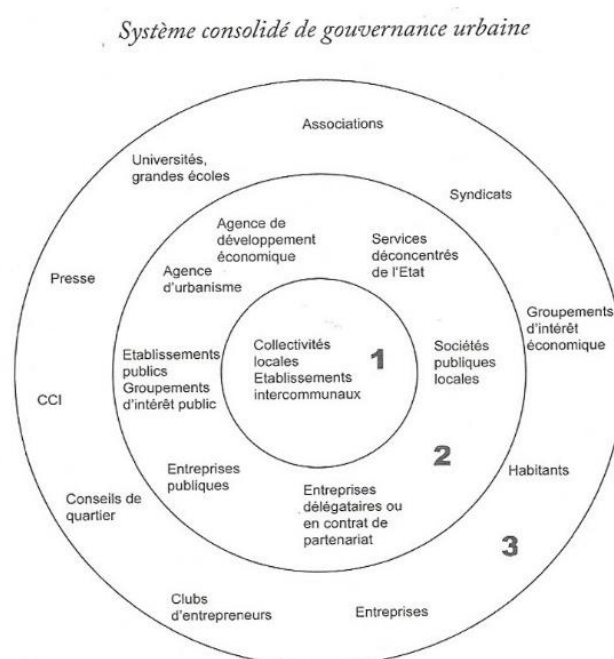 Système consolidé de gouvernance urbaine
Associations
Universités,
grandes écoles
Syndicats
Agence de
développement
économique
Services
déconcentrés
de l'Etat
Presse
Agence
d'urbanisme
Groupements
d'intérêt
économique
Collectivités
locales
Etablissements
intercommunaux
1
Etablissements
publics
Groupements
d'intérêt public
Sociétés
publiques
locales
CCI
2
Entreprises
publiques
Habitants
Entreprises
délégataires ou
en contrat de
partenariat
Conseils de
quartier
3
Clubs
d'entrepreneurs
Entreprises